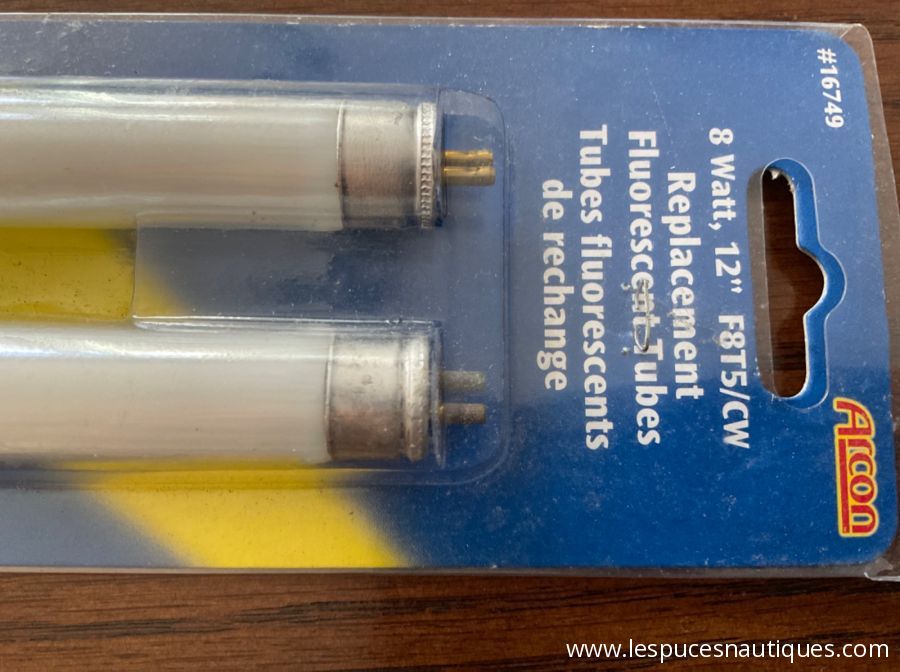 #16749
Arcon
8 Watt, 12" F8T5/CW
Replacement
Fluorescent Tubes
Tubes fluorescents
de rechange
www.lespucesnautiques.com